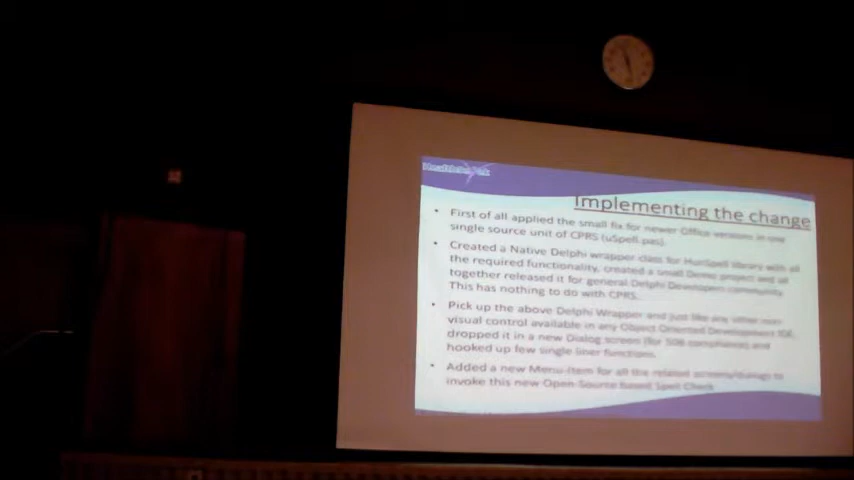 Implementing the change
• First of all applied the small fix for newer Office versions in one
single source unit of CPRS (uSpell.pas).
• Created a Native Delphi wrapper class for HunSpell library with all
the required functionality, created a small Demo project and all
together released it for general Delphi Developers community.
This has nothing to do with CPRS.
• Pick up the above Delphi Wrapper and just like any other non-
visual control available in any Object Oriented Development IDE,
dropped it in a new Dialog screen (for 508 compliance) and
hooked up few single liner functions.
• Added a new Menu-Item for all the related screens/dialogs to
invoke this new Open-Source based Spell Check